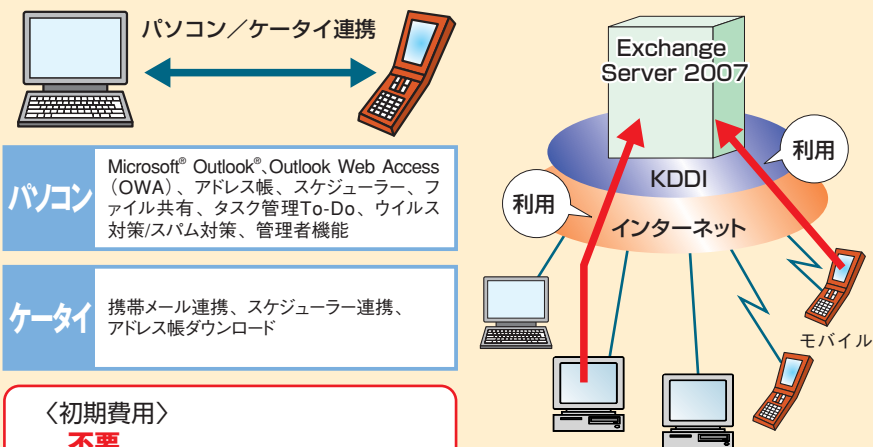 パソコン／ケータイ連携
パソコン
Microsoft® Outlook®、Outlook Web Access
（OWA）、アドレス帳、スケジューラー、フ
ァイル共有、タスク管理To-Do、ウイルス
対策/スパム対策、管理者機能
ケータイ
携帯メール連携、スケジューラー連携、
アドレス帳ダウンロード
〈初期費用〉
不要
Exchange
Server 2007
利用
KDDI
利用
インターネット
モバイル